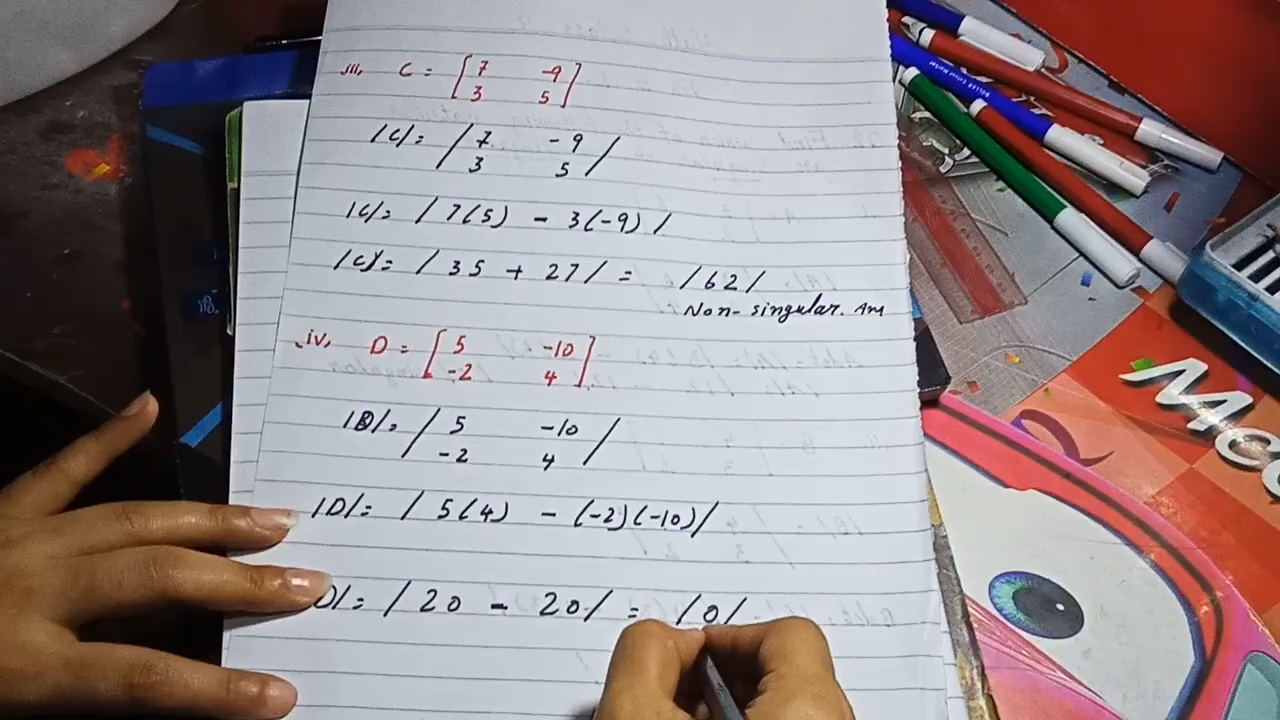 iii, C = [ 7 -9
3 5 ]
/C/= / 7 -9
3 5 /
/C/= / 7(5) - 3(-9) /
/C/= / 35 + 27 / = / 62 /
Non-singular. Ans
iv, D = [ 5 -10
-2 4 ]
/D/= / 5 -10
-2 4 /
/D/= / 5(4) - (-2)(-10) /
D/= / 20 - 20 / = / 0 /
DOLLAR